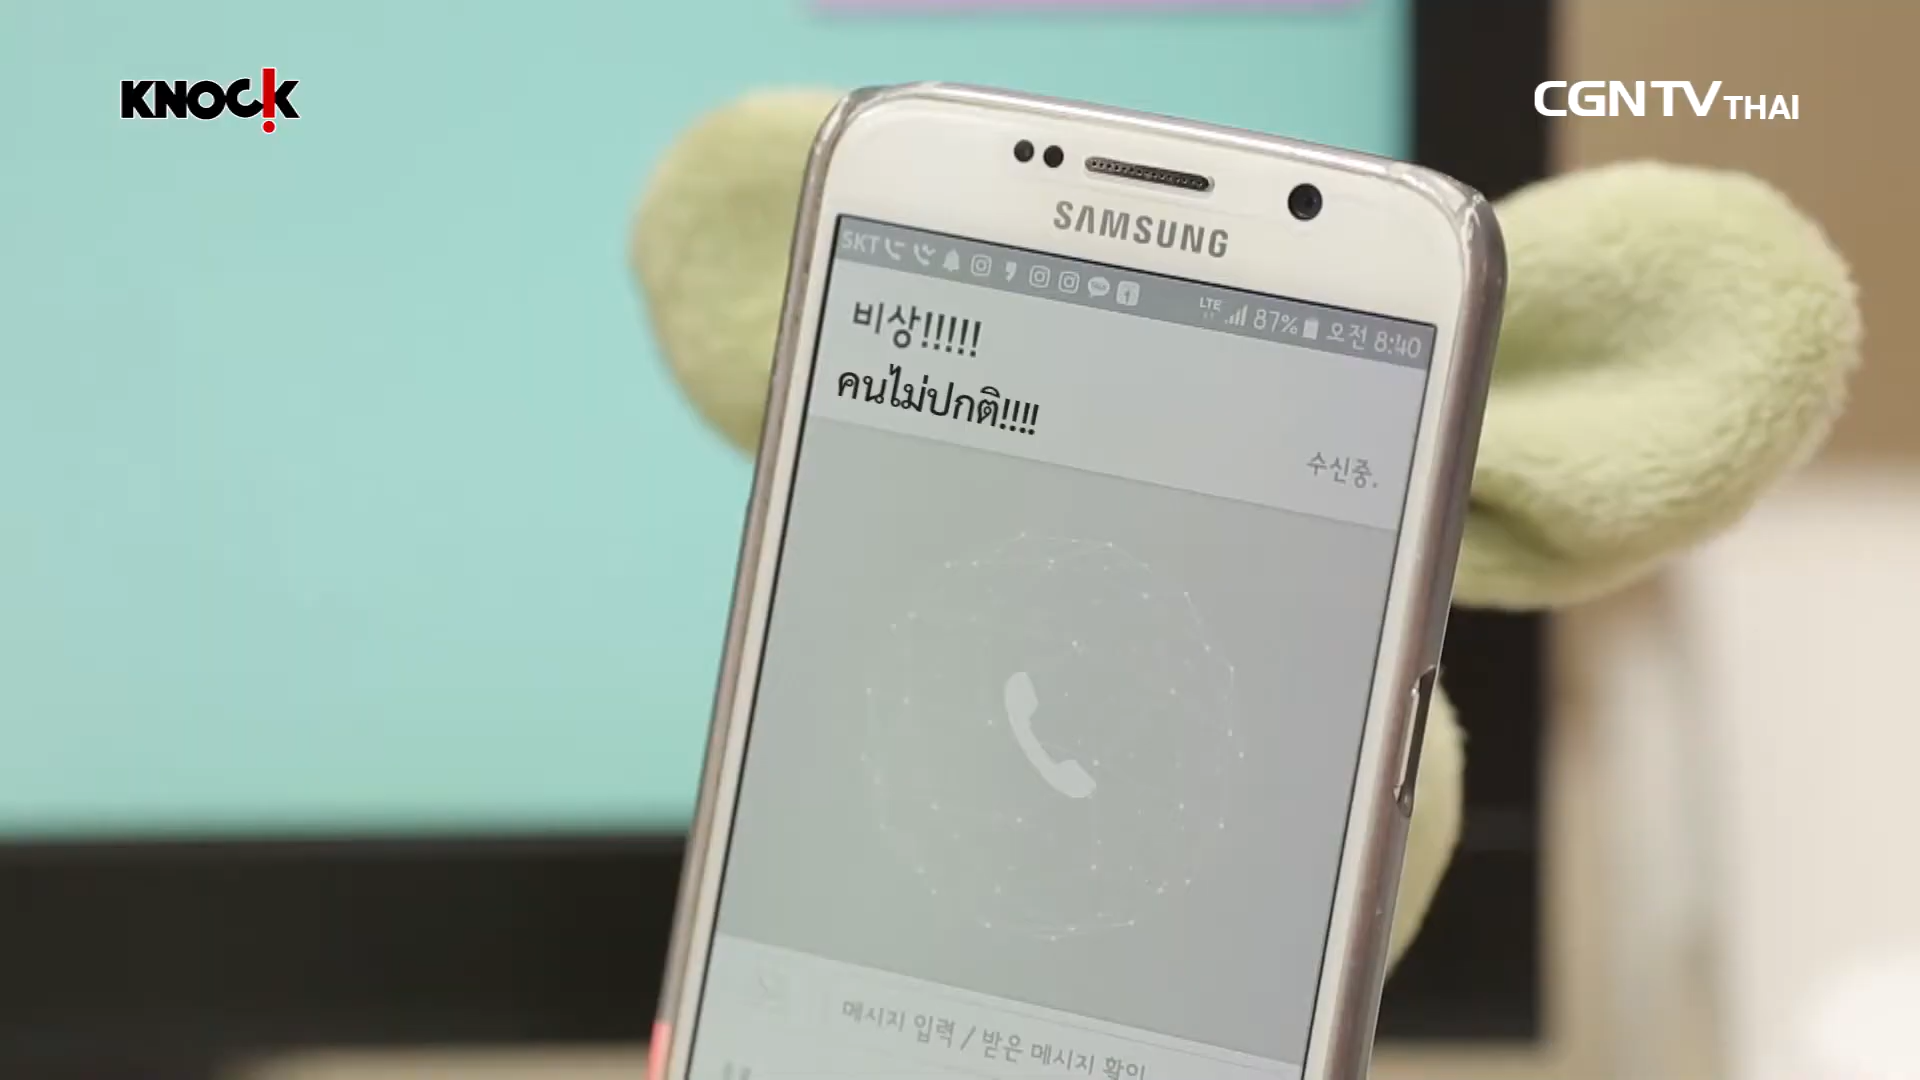 KNOCK!
CGNTV THAI
SAMSUNG
SKT LTE 87% 오전 8:40
비상!!!!!
คนไม่ปกติ!!!!
수신중.
메시지 입력 / 받은 메시지 확인